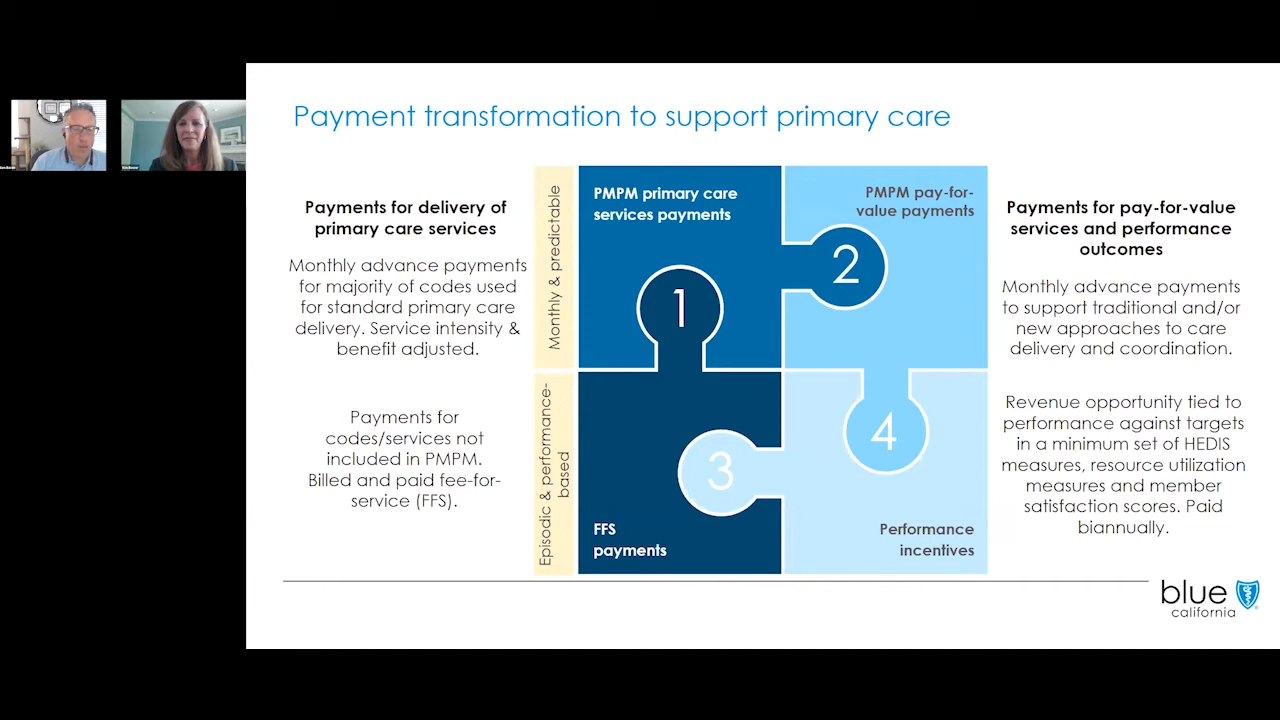 Payment transformation to support primary care
Payments for delivery of
primary care services
Monthly advance payments
for majority of codes used
for standard primary care
delivery. Service intensity &
benefit adjusted.
Payments for
codes/services not
included in PMPM.
Billed and paid fee-for-
service (FFS).
Monthly & predictable
Episodic & performance-
based
PMPM primary care
services payments
1
PMPM pay-for-
value payments
2
3
FFS
payments
4
Performance
incentives
Payments for pay-for-value
services and performance
outcomes
Monthly advance payments
to support traditional and/or
new approaches to care
delivery and coordination.
Revenue opportunity tied to
performance against targets
in a minimum set of HEDIS
measures, resource utilization
measures and member
satisfaction scores. Paid
biannually.
blue
california